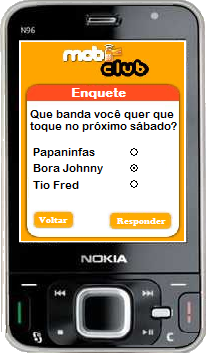 N96
mobi
club
Enquete
Que banda você quer que
toque no próximo sábado?
Papaninfas
Bora Johnny
Tio Fred
Voltar
Responder
NOKIA
C